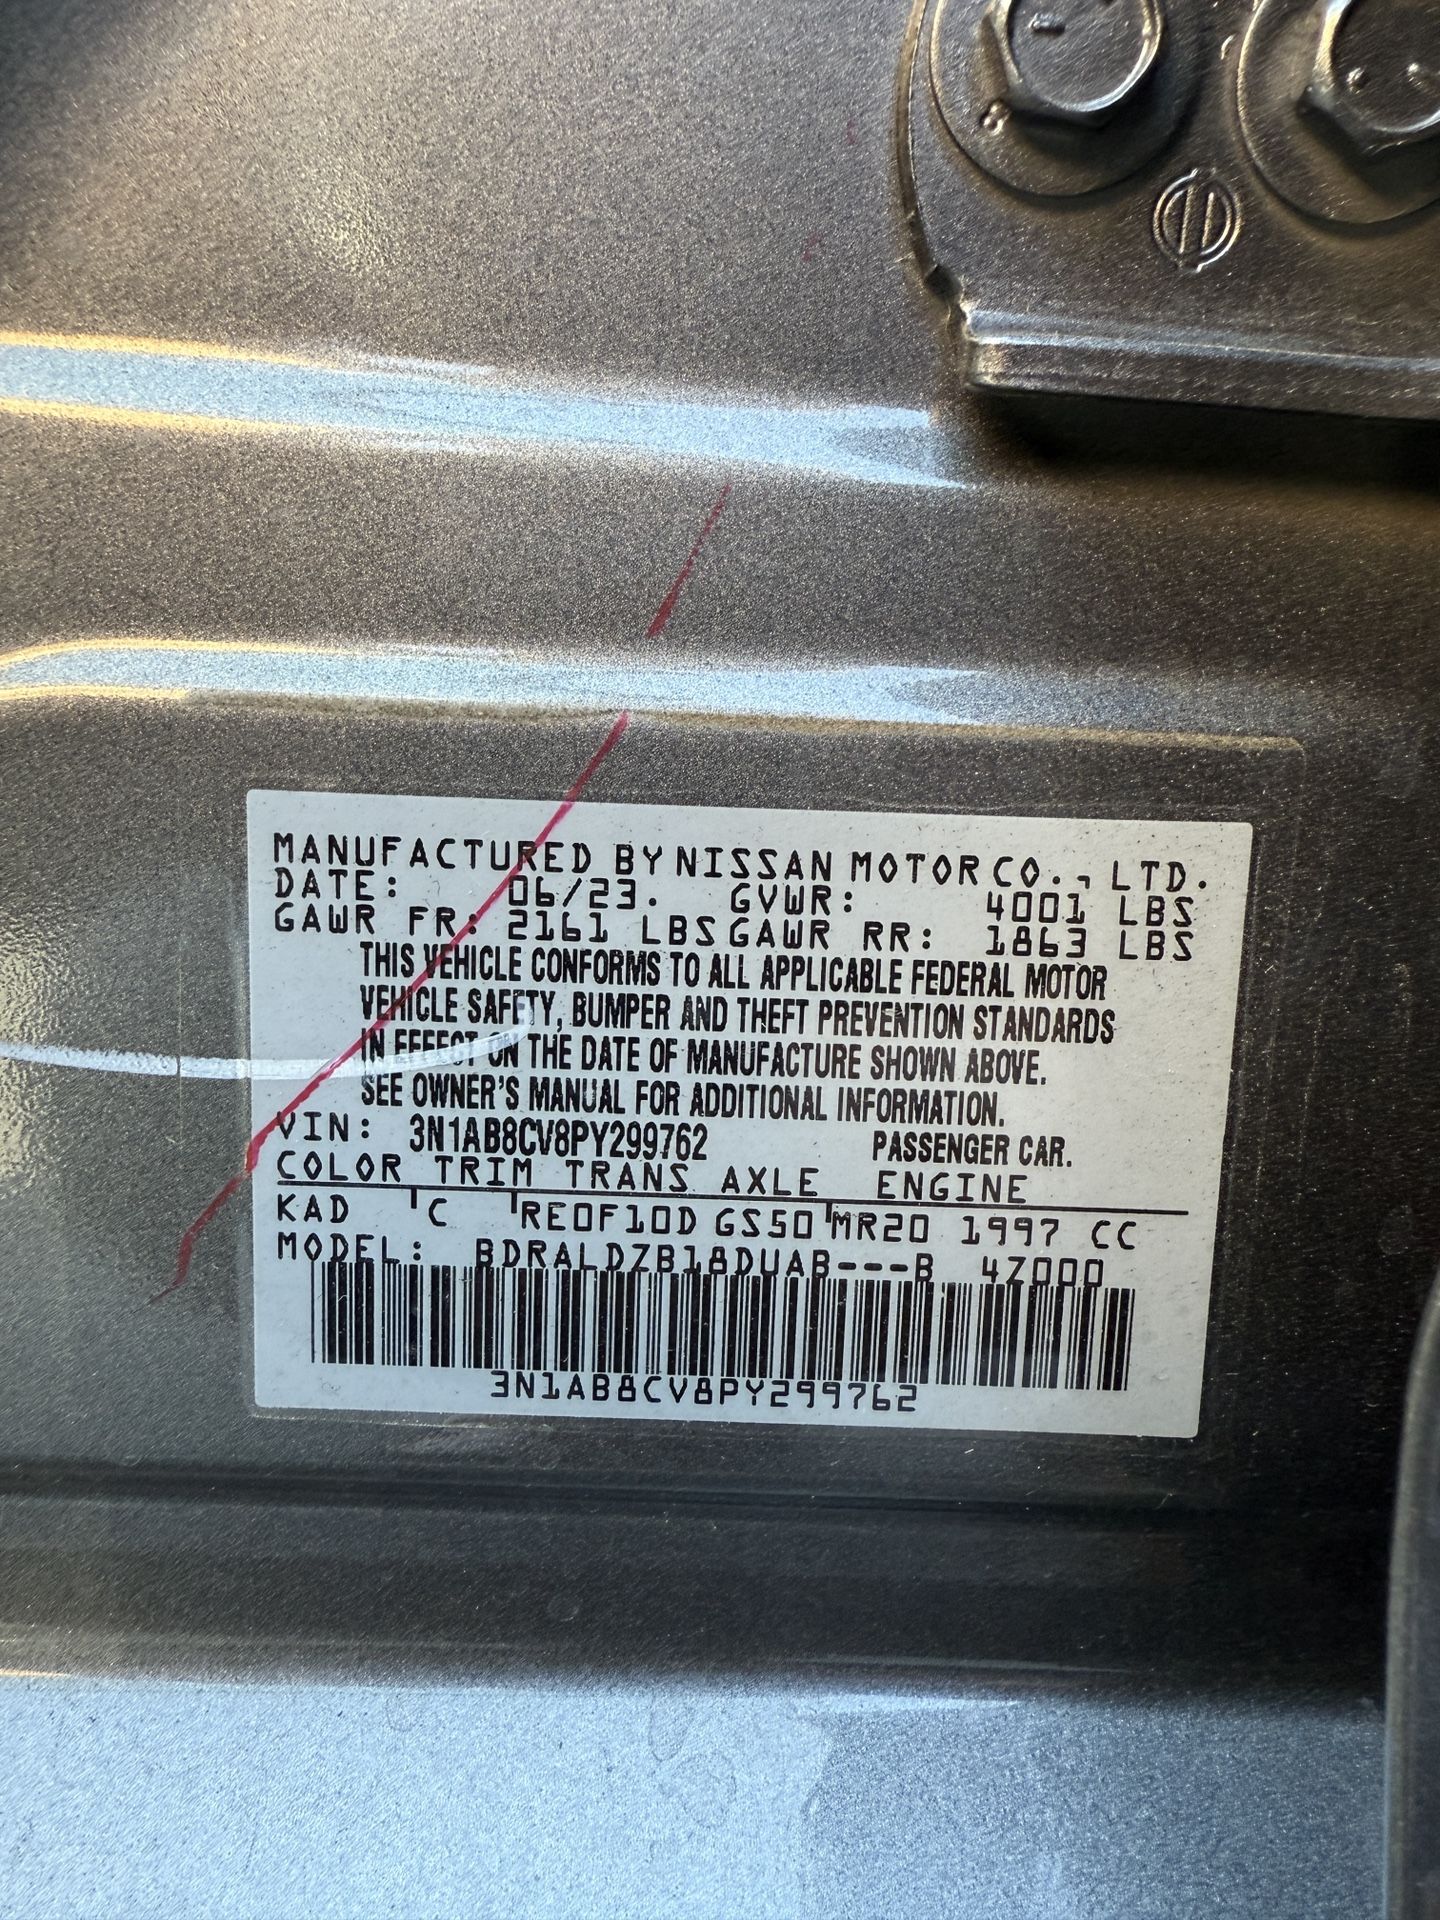 8
MANUFACTURED BY NISSAN MOTOR CO., LTD.
DATE: 06/23. GVWR: 4001 LBS
GAWR FR: 2161 LBS GAWR RR: 1863 LBS
THIS VEHICLE CONFORMS TO ALL APPLICABLE FEDERAL MOTOR
VEHICLE SAFETY, BUMPER AND THEFT PREVENTION STANDARDS
IN EFFECT ON THE DATE OF MANUFACTURE SHOWN ABOVE.
SEE OWNER'S MANUAL FOR ADDITIONAL INFORMATION.
VIN: 3N1AB8CV8PY299762 PASSENGER CAR.
COLOR TRIM TRANS AXLE ENGINE
KAD C RE0F10D GS50 MR20 1997 CC
MODEL: BDRALDZB18DUAB---B 4Z000
3N1AB8CV8PY299762